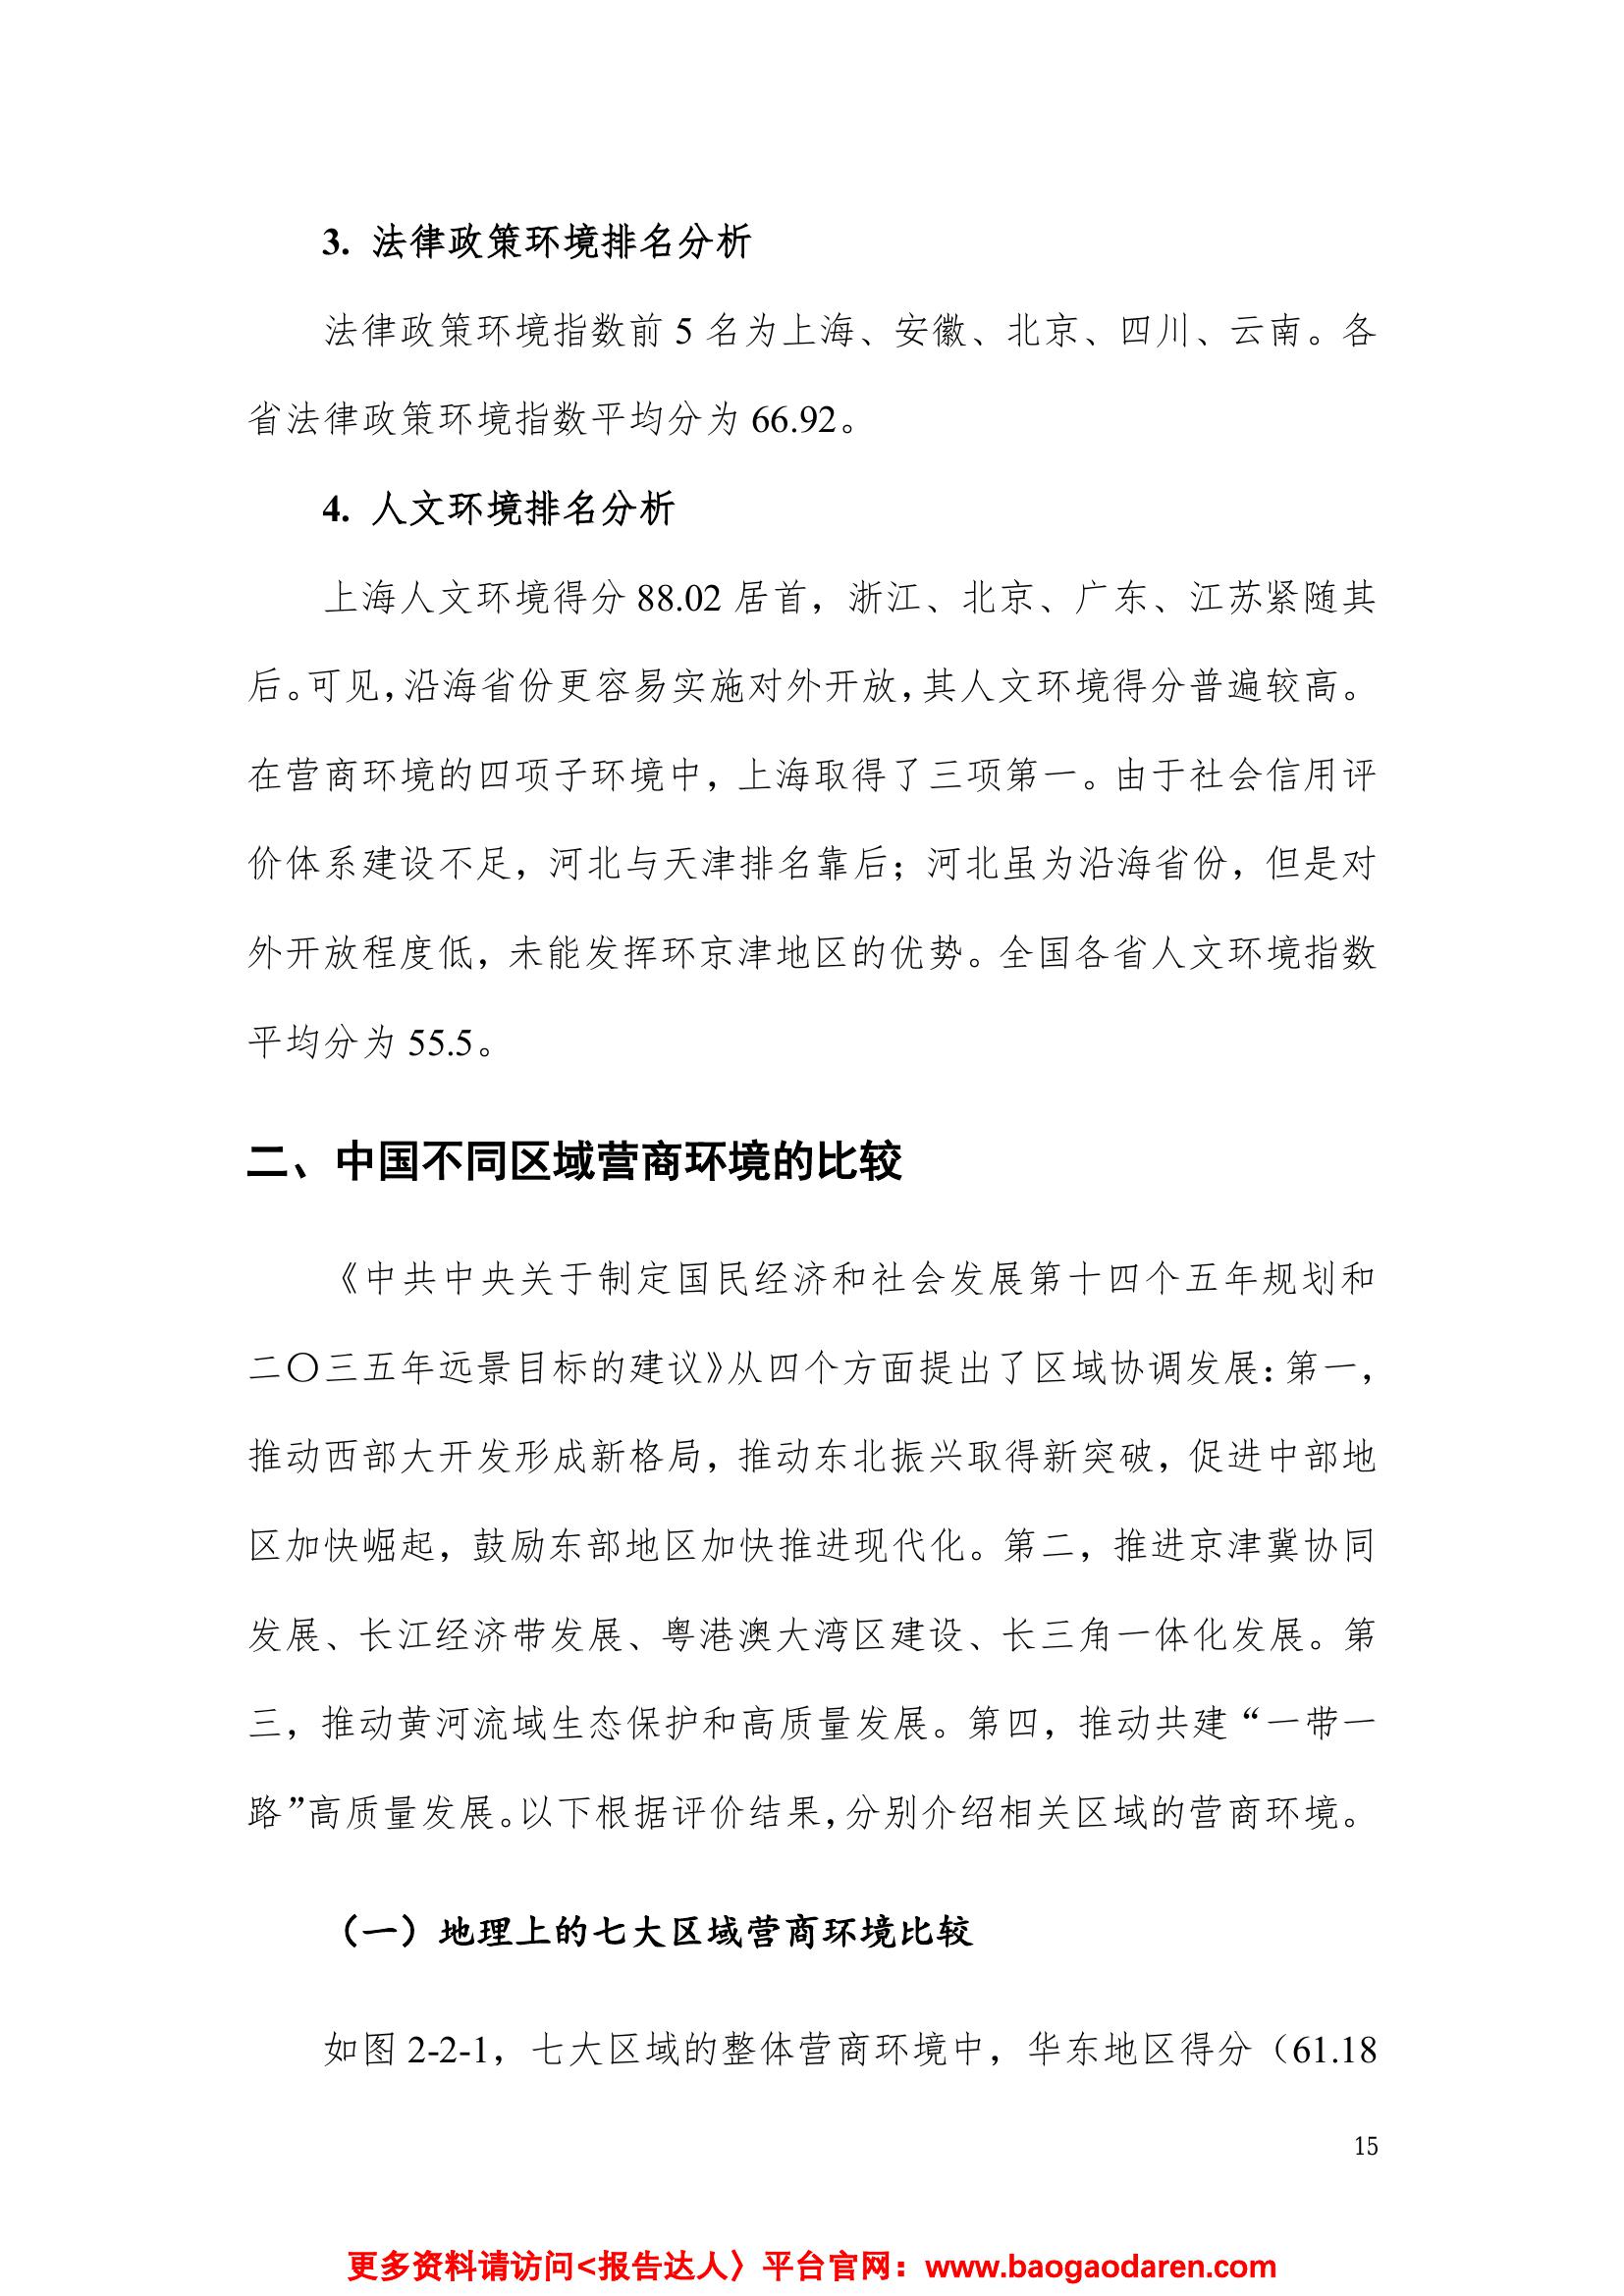 3. 法律政策环境排名分析
法律政策环境指数前 5 名为上海、安徽、北京、四川、云南。各
省法律政策环境指数平均分为 66.92。
4. 人文环境排名分析
上海人文环境得分 88.02 居首，浙江、北京、广东、江苏紧随其
后。可见，沿海省份更容易实施对外开放，其人文环境得分普遍较高。
在营商环境的四项子环境中，上海取得了三项第一。由于社会信用评
价体系建设不足，河北与天津排名靠后；河北虽为沿海省份，但是对
外开放程度低，未能发挥环京津地区的优势。全国各省人文环境指数
平均分为 55.5。
二、中国不同区域营商环境的比较
《中共中央关于制定国民经济和社会发展第十四个五年规划和
二〇三五年远景目标的建议》从四个方面提出了区域协调发展：第一，
推动西部大开发形成新格局，推动东北振兴取得新突破，促进中部地
区加快崛起，鼓励东部地区加快推进现代化。第二，推进京津冀协同
发展、长江经济带发展、粤港澳大湾区建设、长三角一体化发展。第
三，推动黄河流域生态保护和高质量发展。第四，推动共建“一带一
路”高质量发展。以下根据评价结果，分别介绍相关区域的营商环境。
（一）地理上的七大区域营商环境比较
如图 2-2-1，七大区域的整体营商环境中，华东地区得分（61.18
15
更多资料请访问<报告达人〉平台官网：www.baogaodaren.com